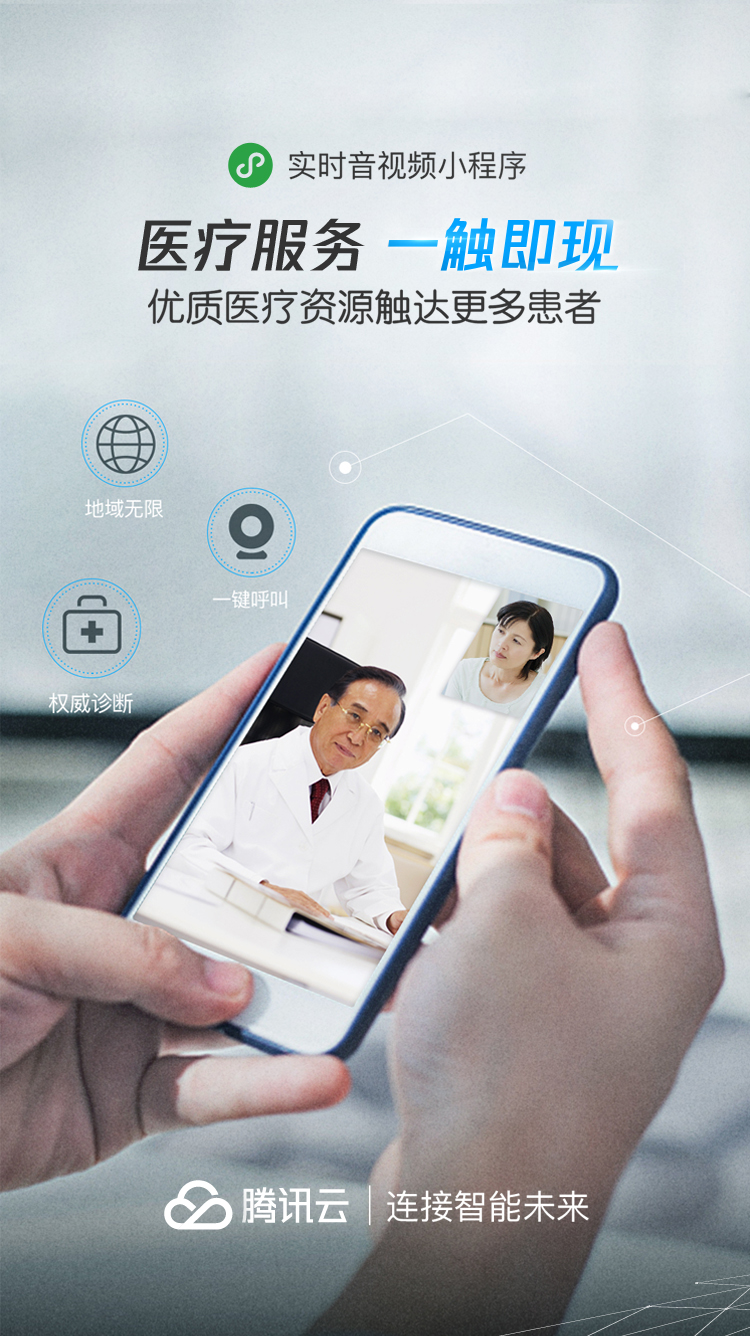 实时音视频小程序
医疗服务 一触即现
优质医疗资源触达更多患者
地域无限
一键呼叫
权威诊断
腾讯云 | 连接智能未来